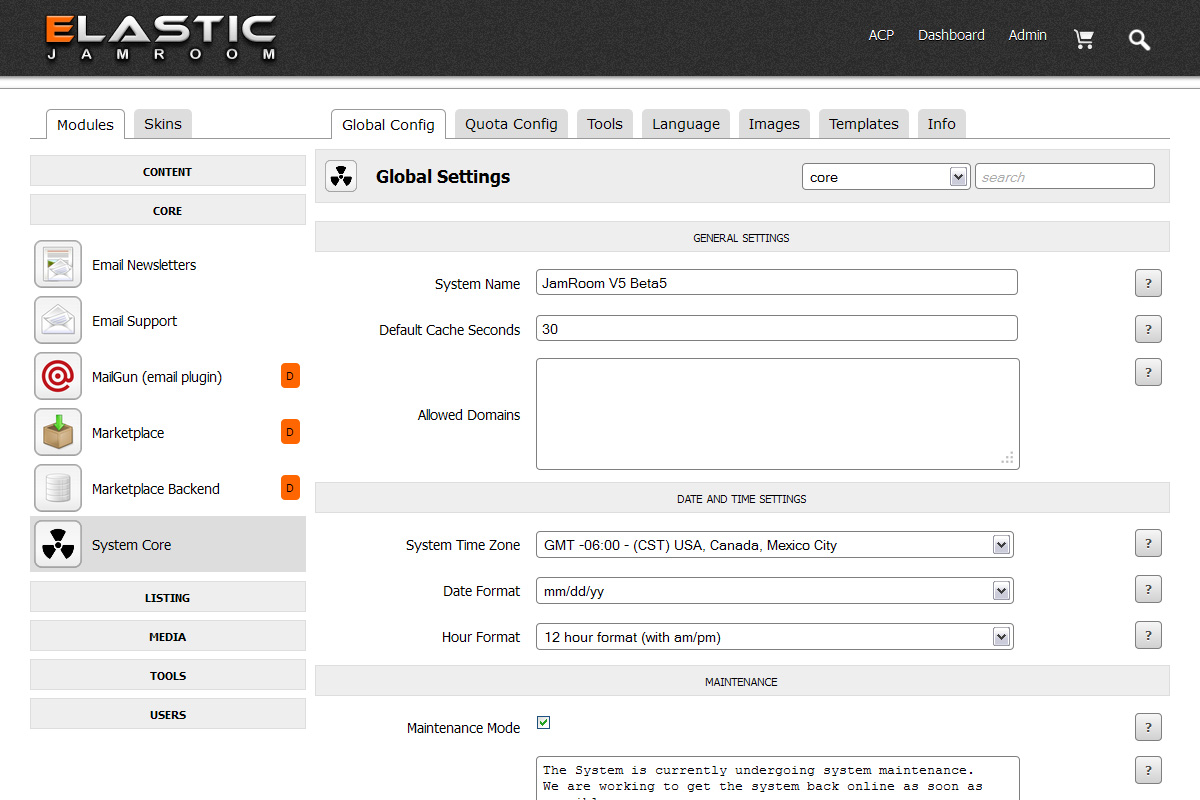 ELASTIC
JAMROOM
ACP Dashboard Admin
Modules Skins
Global Config Quota Config Tools Language Images Templates Info
CONTENT
CORE
Email Newsletters
Email Support
MailGun (email plugin) D
Marketplace D
Marketplace Backend D
System Core
LISTING
MEDIA
TOOLS
USERS
Global Settings core search
GENERAL SETTINGS
System Name JamRoom V5 Beta5 ?
Default Cache Seconds 30 ?
Allowed Domains ?
DATE AND TIME SETTINGS
System Time Zone GMT -06:00 - (CST) USA, Canada, Mexico City ?
Date Format mm/dd/yy ?
Hour Format 12 hour format (with am/pm) ?
MAINTENANCE
Maintenance Mode ?
The System is currently undergoing system maintenance. ?
We are working to get the system back online as soon as